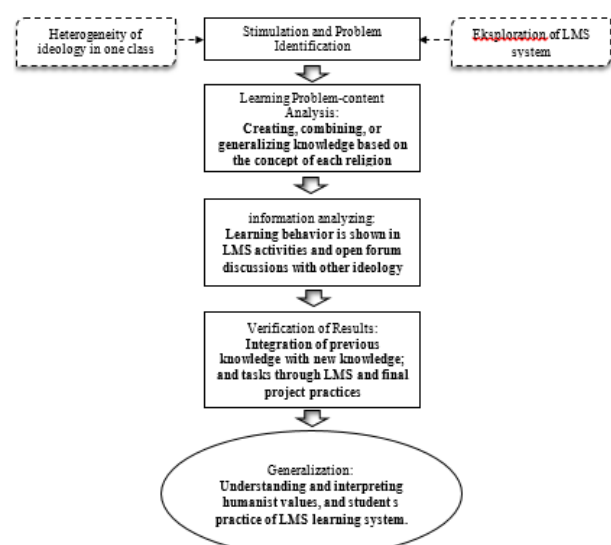 Heterogeneity of
ideology in one class
Stimulation and Problem
Identification
Eksploration of LMS
system
Learning Problem-content
Analysis:
Creating, combining, or
generalizing knowledge based on
the concept of each religion
information analyzing:
Learning behavior is shown in
LMS activities and open forum
discussions with other ideology
Verification of Results:
Integration of previous
knowledge with new knowledge;
and tasks through LMS and final
project practices
Generalization:
Understanding and interpreting
humanist values, and student s
practice of LMS learning system.